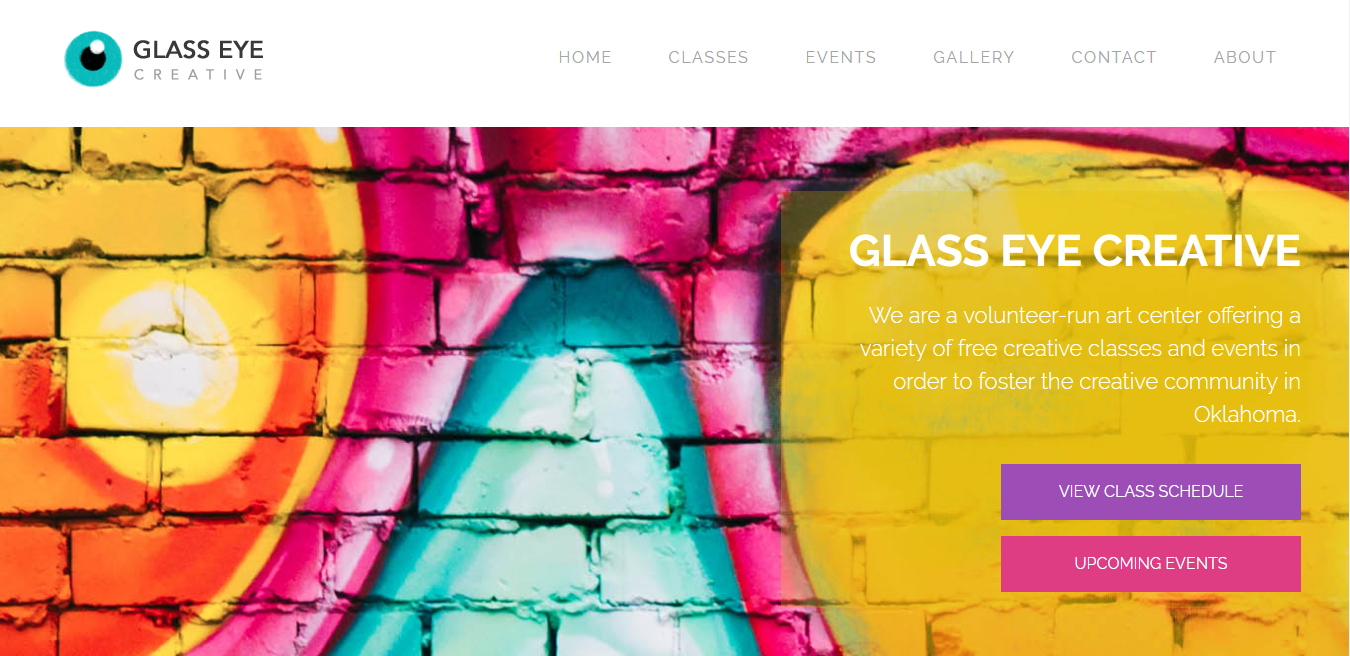 GLASS EYE
CREATIVE
HOME CLASSES EVENTS GALLERY CONTACT ABOUT
GLASS EYE CREATIVE
We are a volunteer-run art center offering a
variety of free creative classes and events in
order to foster the creative community in
Oklahoma.
VIEW CLASS SCHEDULE
UPCOMING EVENTS